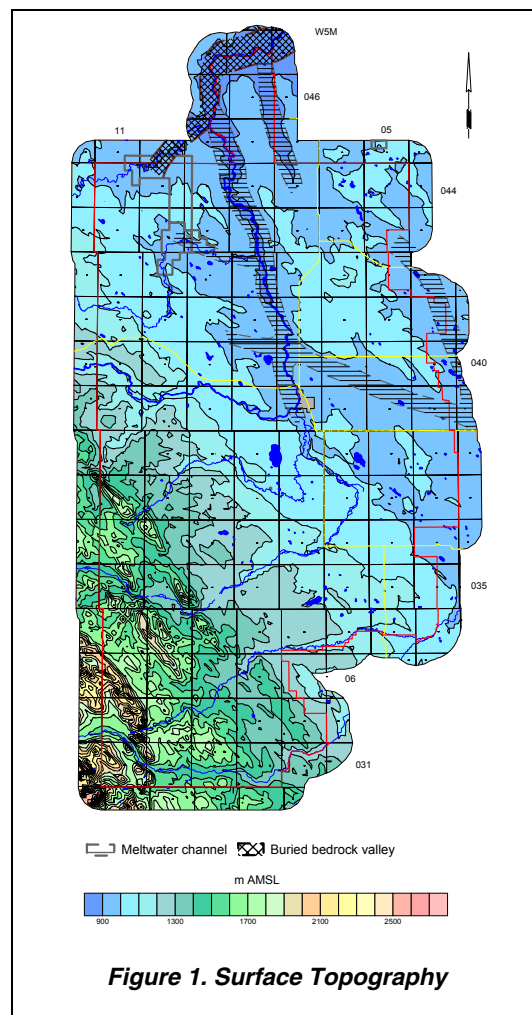 W5M
046
11
05
044
040
035
06
031
Meltwater channel Buried bedrock valley
m AMSL
900 1300 1700 2100 2500
Figure 1. Surface Topography